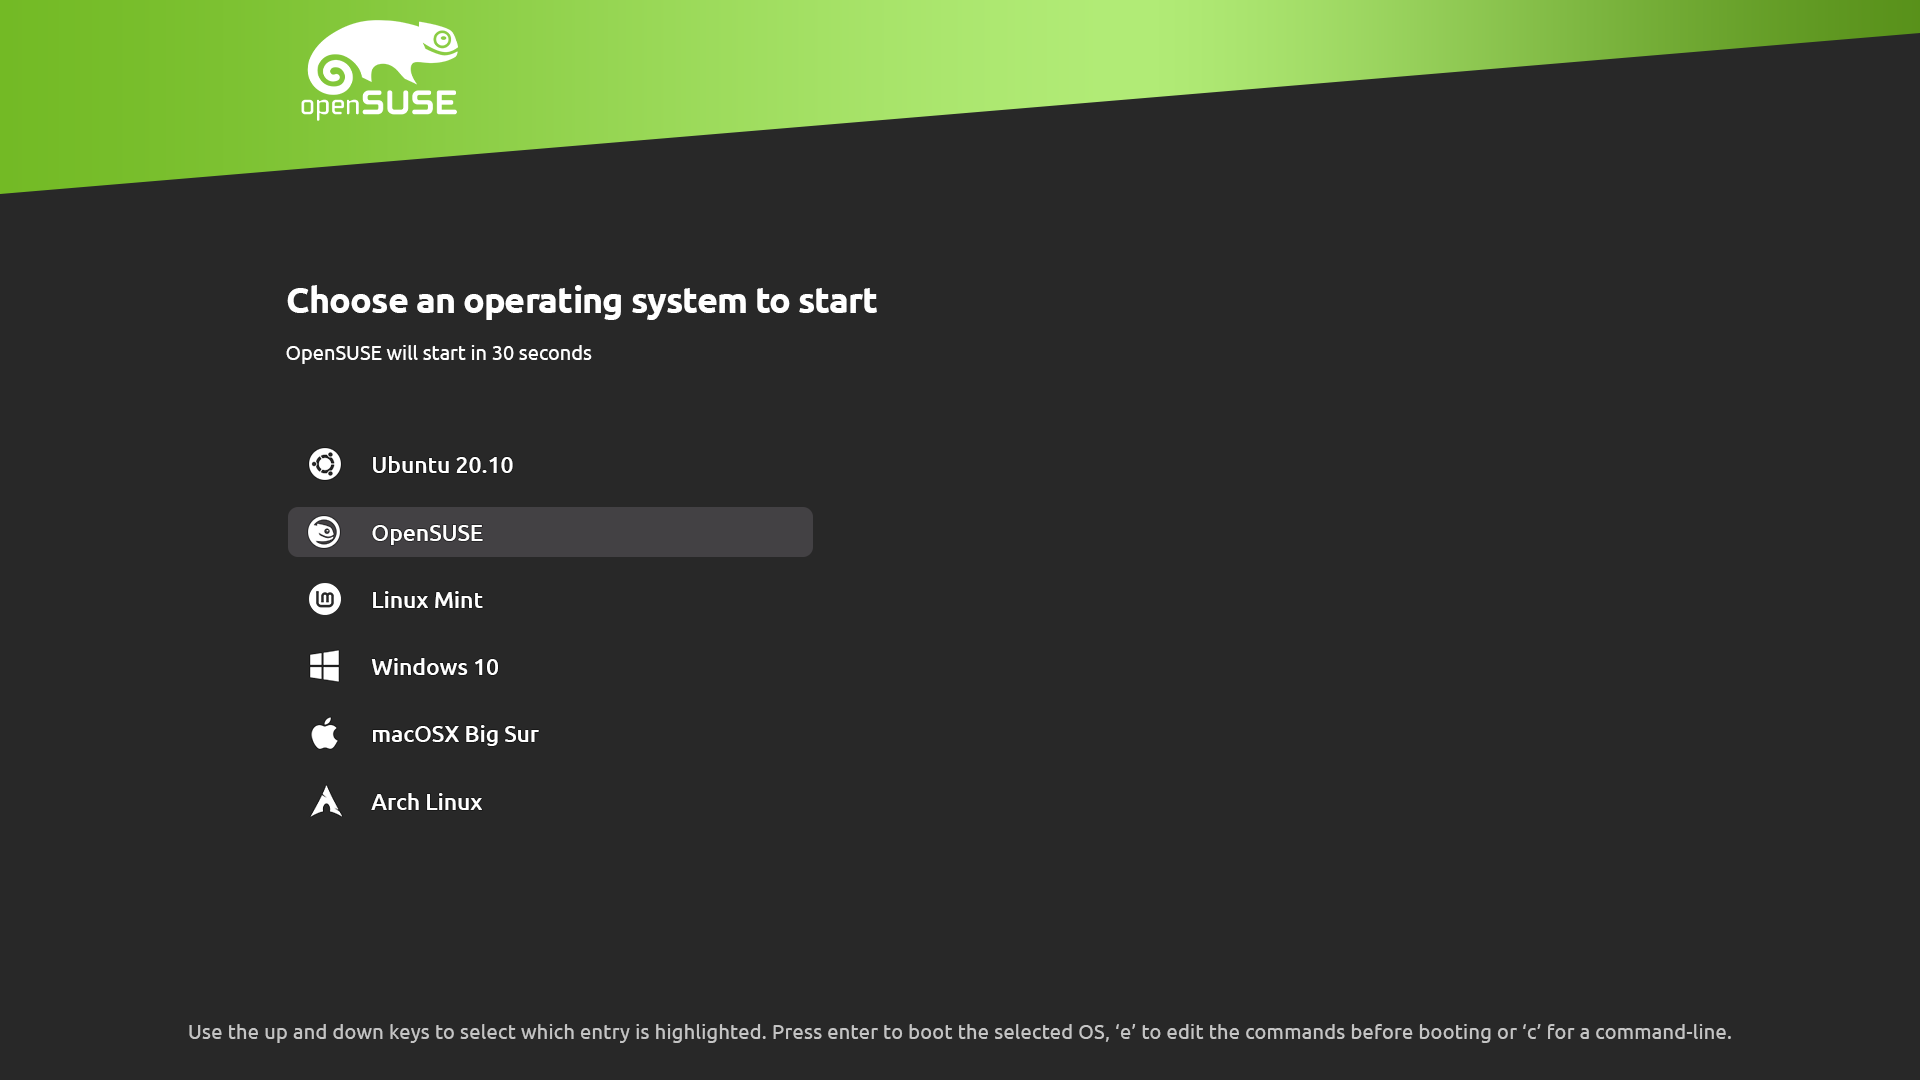 openSUSE
Choose an operating system to start
OpenSUSE will start in 30 seconds
Ubuntu 20.10
OpenSUSE
Linux Mint
Windows 10
macOSX Big Sur
Arch Linux
Use the up and down keys to select which entry is highlighted. Press enter to boot the selected OS, ‘e’ to edit the commands before booting or ‘c’ for a command-line.